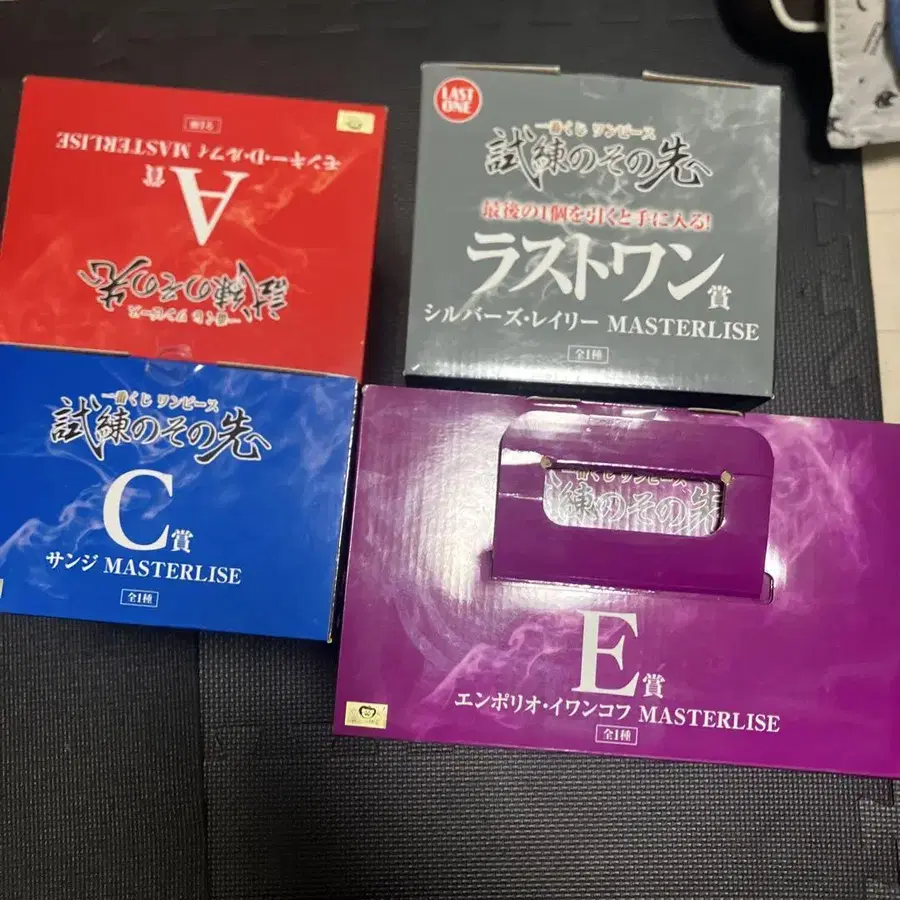 一番くじ ワンピース
試練のその先
A賞
モンキー・D・ルフィ MASTERLISE
全1種
LAST
ONE
一番くじ ワンピース
試練のその先
最後の1個を引くと手に入る!
ラストワン賞
シルバーズ・レイリー MASTERLISE
全1種
一番くじ ワンピース
試練のその先
C賞
サンジ MASTERLISE
全1種
一番くじ ワンピース
試練のその先
E賞
エンポリオ・イワンコフ MASTERLISE
全1種